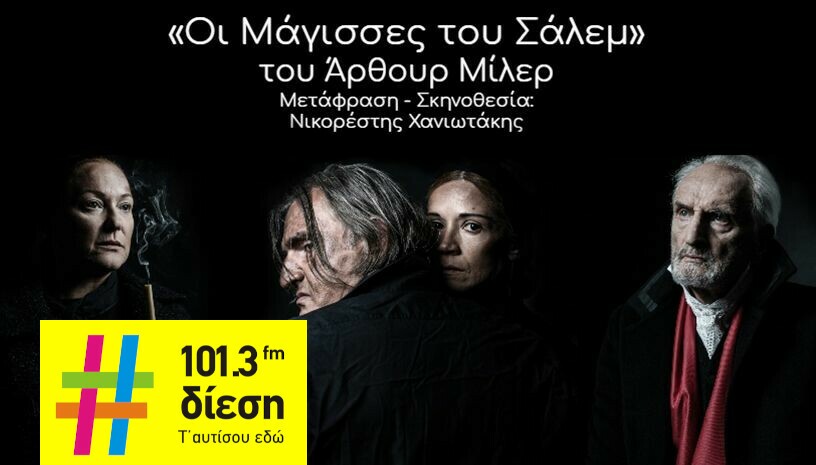 «Οι Μάγισσες του Σάλεμ»
του Άρθουρ Μίλερ
Μετάφραση - Σκηνοθεσία:
Νικορέστης Χανιωτάκης
101.3 fm
δίεση
Τ'αυτίσου εδώ